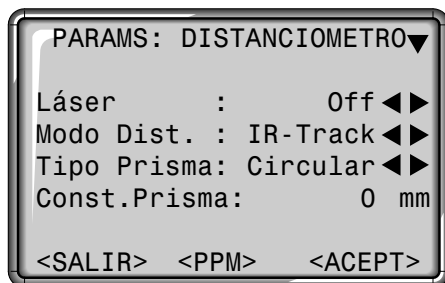 PARAMS: DISTANCIOMETRO▼
Láser : Off ◀ ▶
Modo Dist. : IR-Track ◀ ▶
Tipo Prisma: Circular ◀ ▶
Const.Prisma: 0 mm
<SALIR> <PPM> <ACEPT>